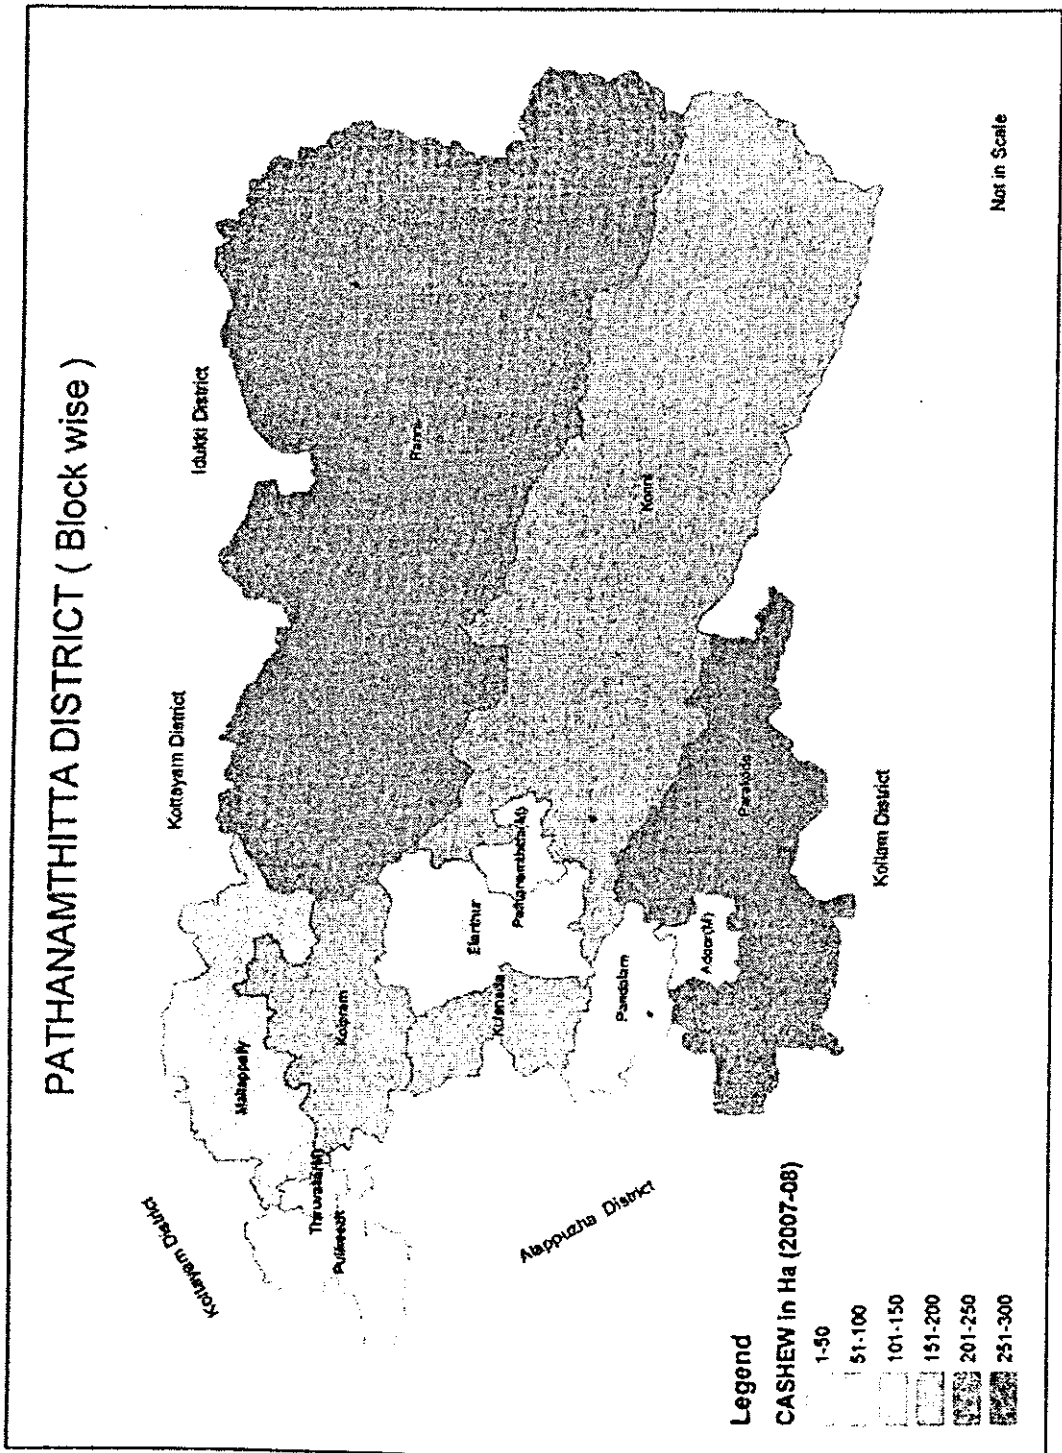 PATHANAMTHITTA DISTRICT ( Block wise )
Idukki District
Kottayam District
Kottayam District
Ranni
Konni
Mallappally
Koipram
Elanthur
Pathanamthitta(M)
Kulanada
Pandalam
Adoor(M)
Parakode
Thiruvalla(M)
Pulikeezh
Alappuzha District
Kollam District
Not in Scale
Legend
CASHEW in Ha (2007-08)
1-50
51-100
101-150
151-200
201-250
251-300